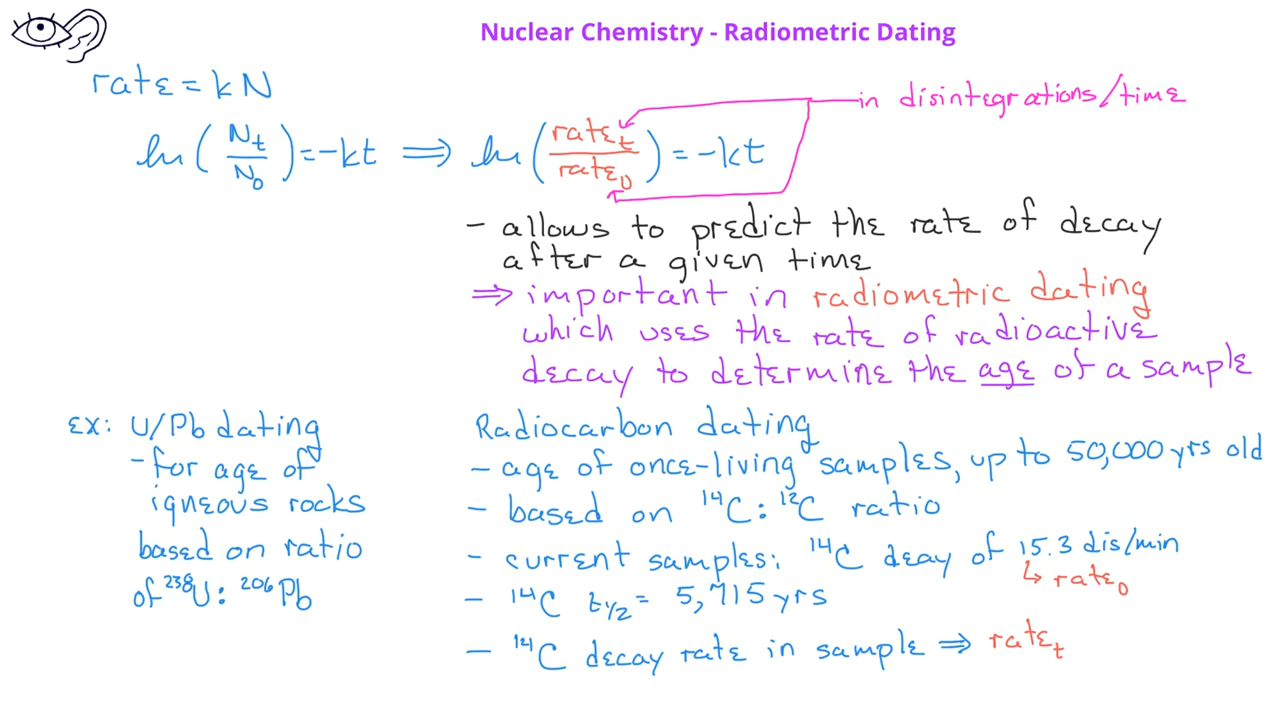 Nuclear Chemistry - Radiometric Dating
rate = kN
in disintegrations/time
ln(Nt/N0) = -kt ⟹ ln(ratet/rate0) = -kt
- allows to predict the rate of decay
after a given time
⇒ important in radiometric dating
which uses the rate of radioactive
decay to determine the age of a sample
EX: U/Pb dating
- for age of
igneous rocks
based on ratio
of ²³⁸U : ²⁰⁶Pb
Radiocarbon dating
- age of once-living samples, up to 50,000 yrs old
- based on ¹⁴C : ¹²C ratio
- current samples: ¹⁴C deay of 15.3 dis/min
↳ rate0
- ¹⁴C t1/2 = 5,715 yrs
- ¹⁴C decay rate in sample ⇒ ratet